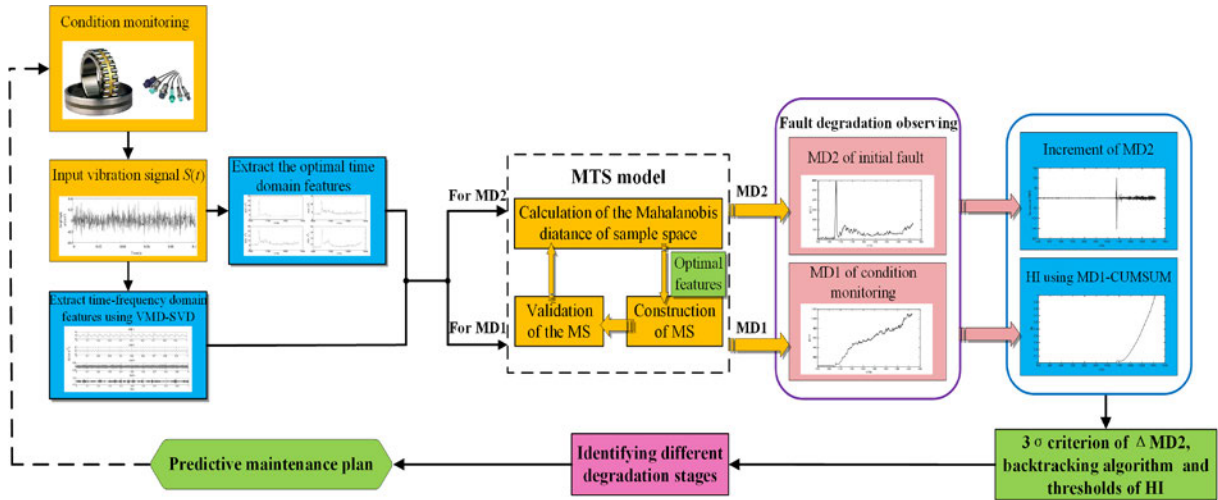 Condition monitoring
Input vibration signal S(t)
Extract the optimal time
domain features
Extract time-frequency domain
features using VMD-SVD
For MD2
For MD1
MTS model
Calculation of the Mahalanobis
diatance of sample space
Optimal
features
Validation
of the MS
Construction
of MS
MD2
MD1
Fault degradation observing
MD2 of initial fault
MD1 of condition
monitoring
Increment of MD2
HI using MD1-CUMSUM
3 σ criterion of Δ MD2,
backtracking algorithm and
thresholds of HI
Identifying different
degradation stages
Predictive maintenance plan